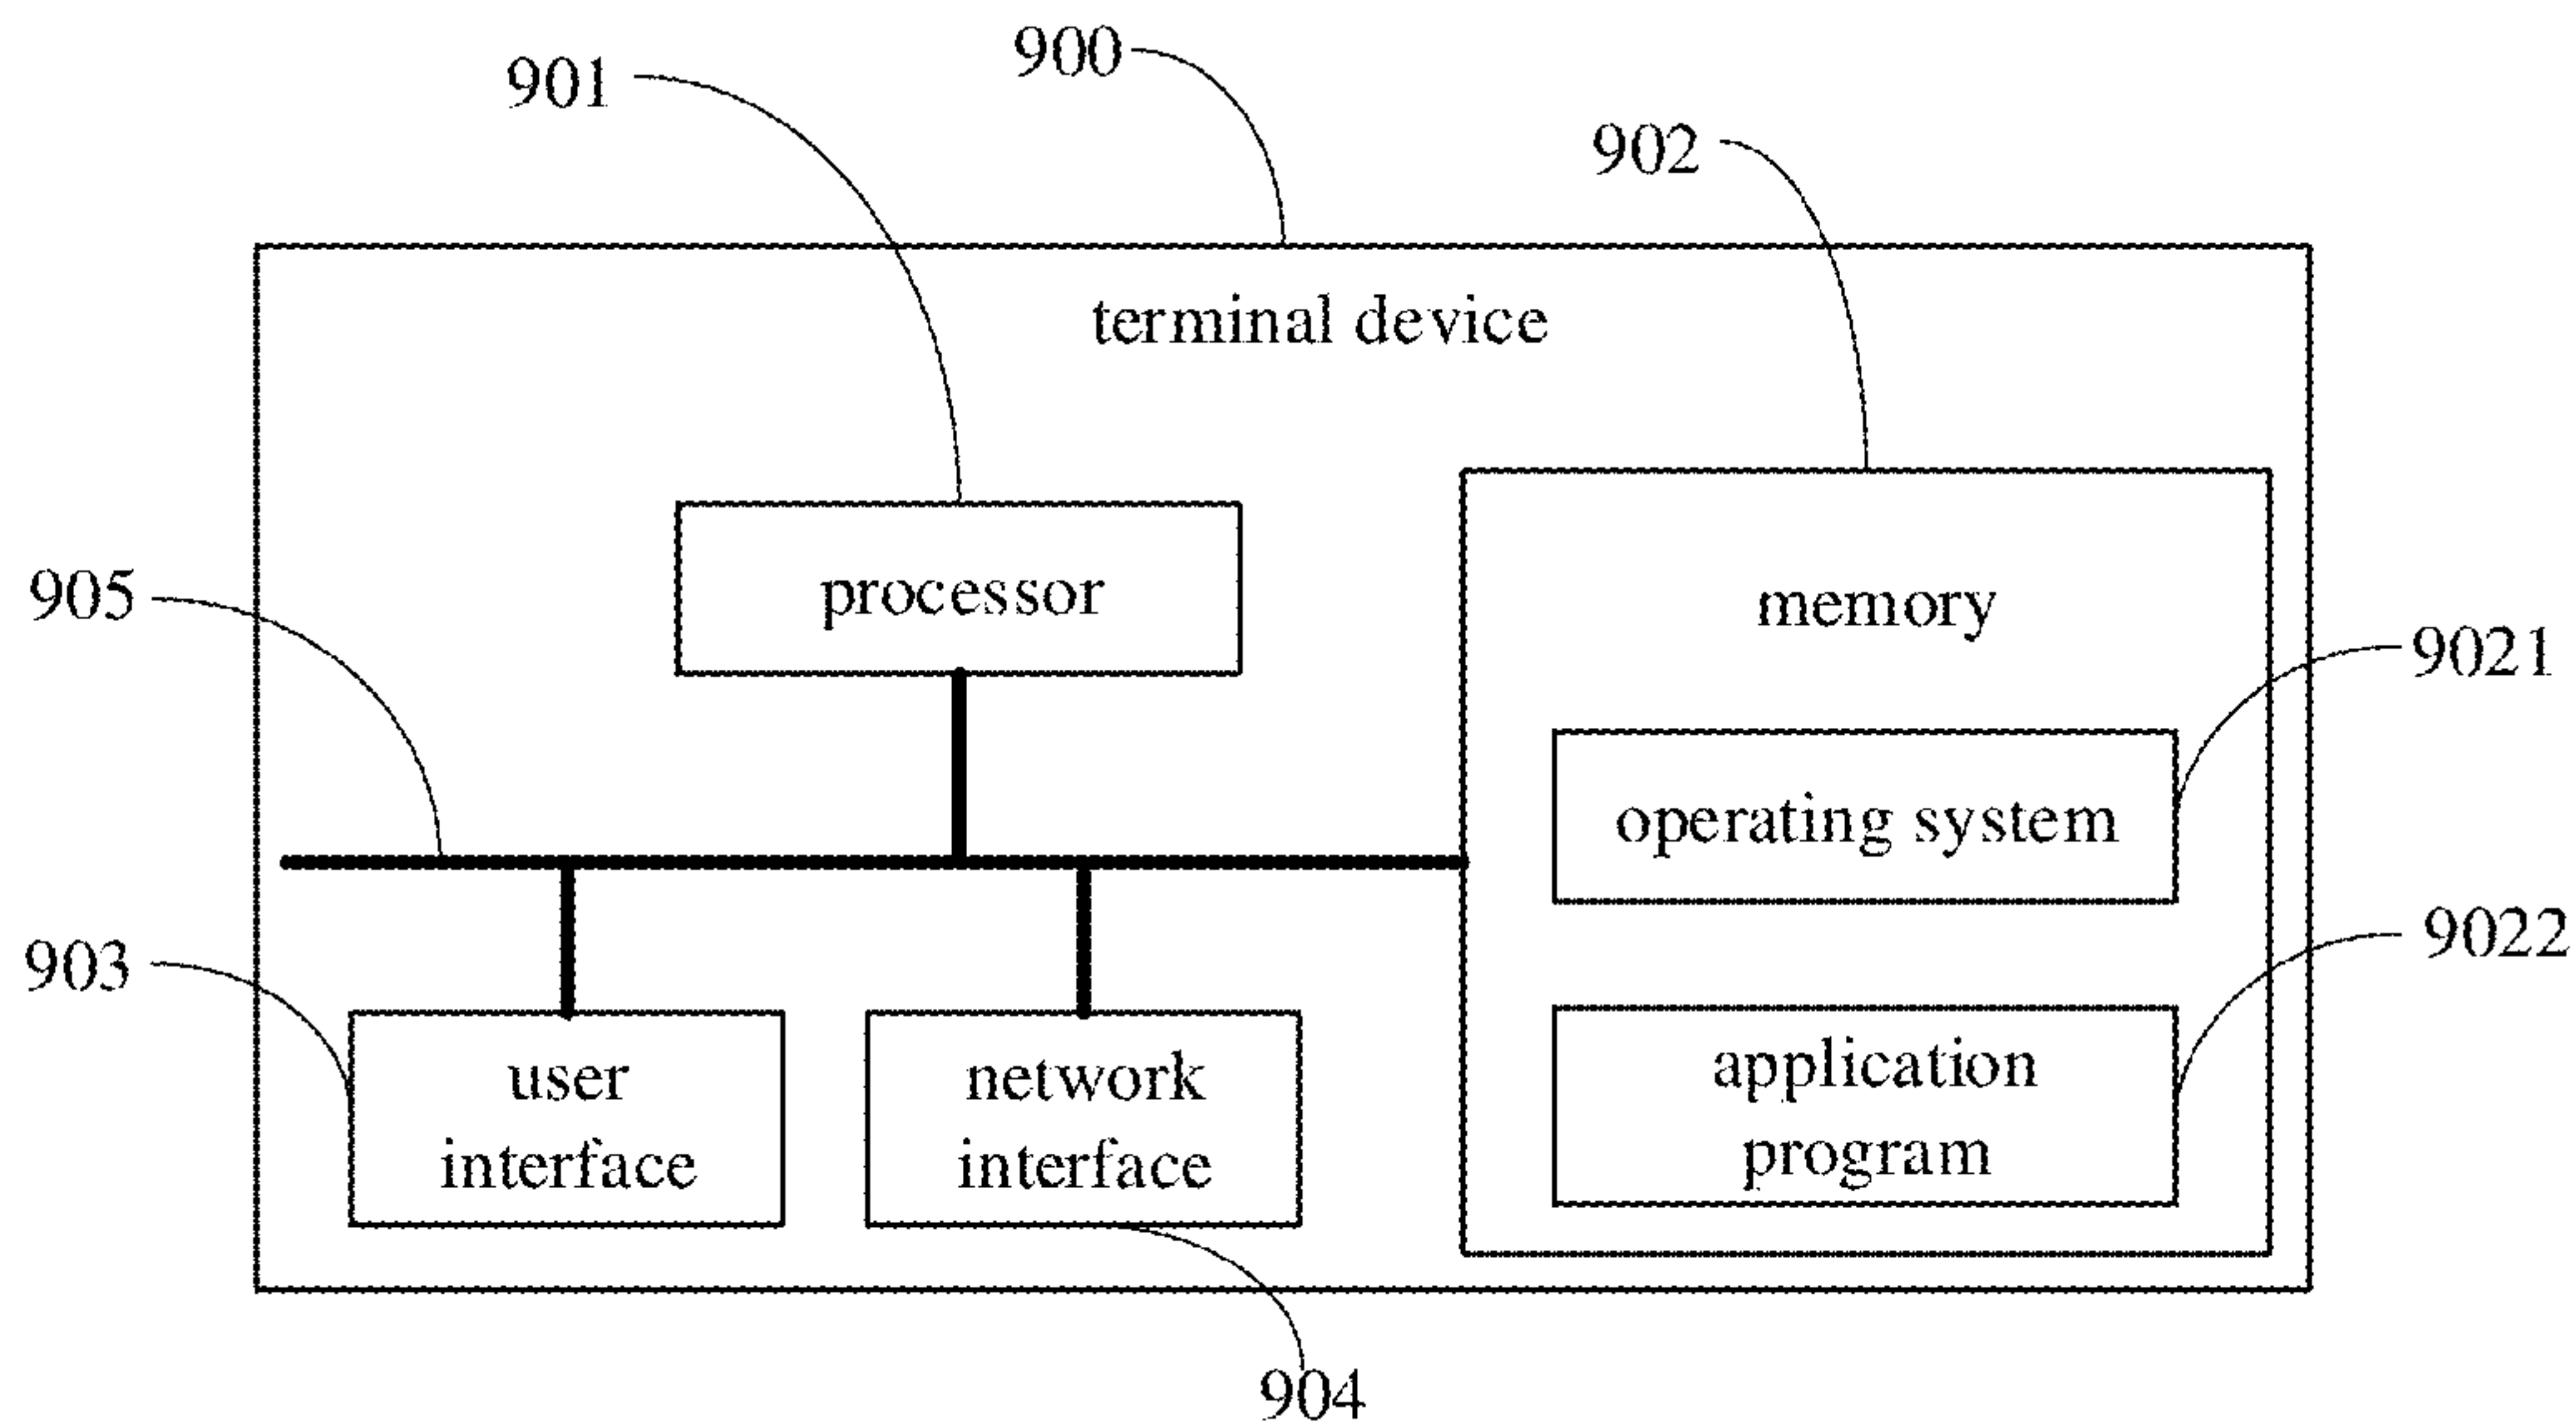 900
901
902
terminal device
905
processor
memory
9021
operating system
903
9022
user
interface
network
interface
application
program
904